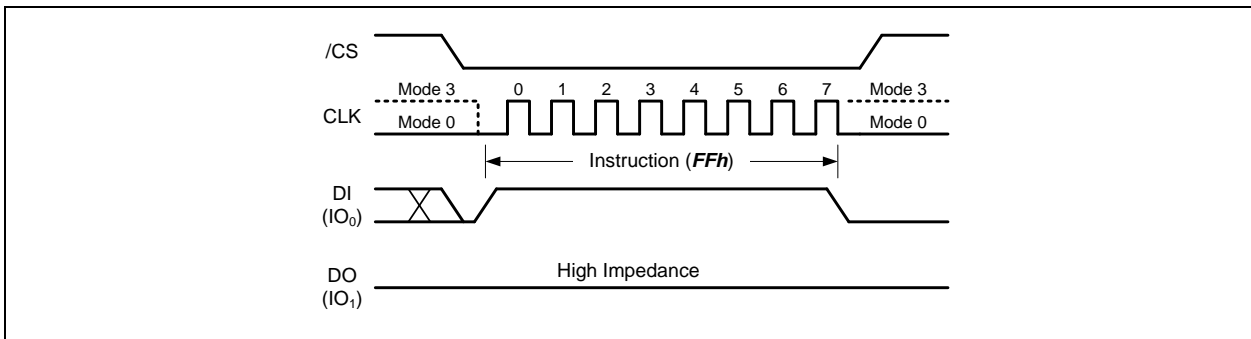 /CS
Mode 3 0 1 2 3 4 5 6 7 Mode 3
CLK
Mode 0 Mode 0
Instruction (FFh)
DI
(IO₀)
High Impedance
DO
(IO₁)